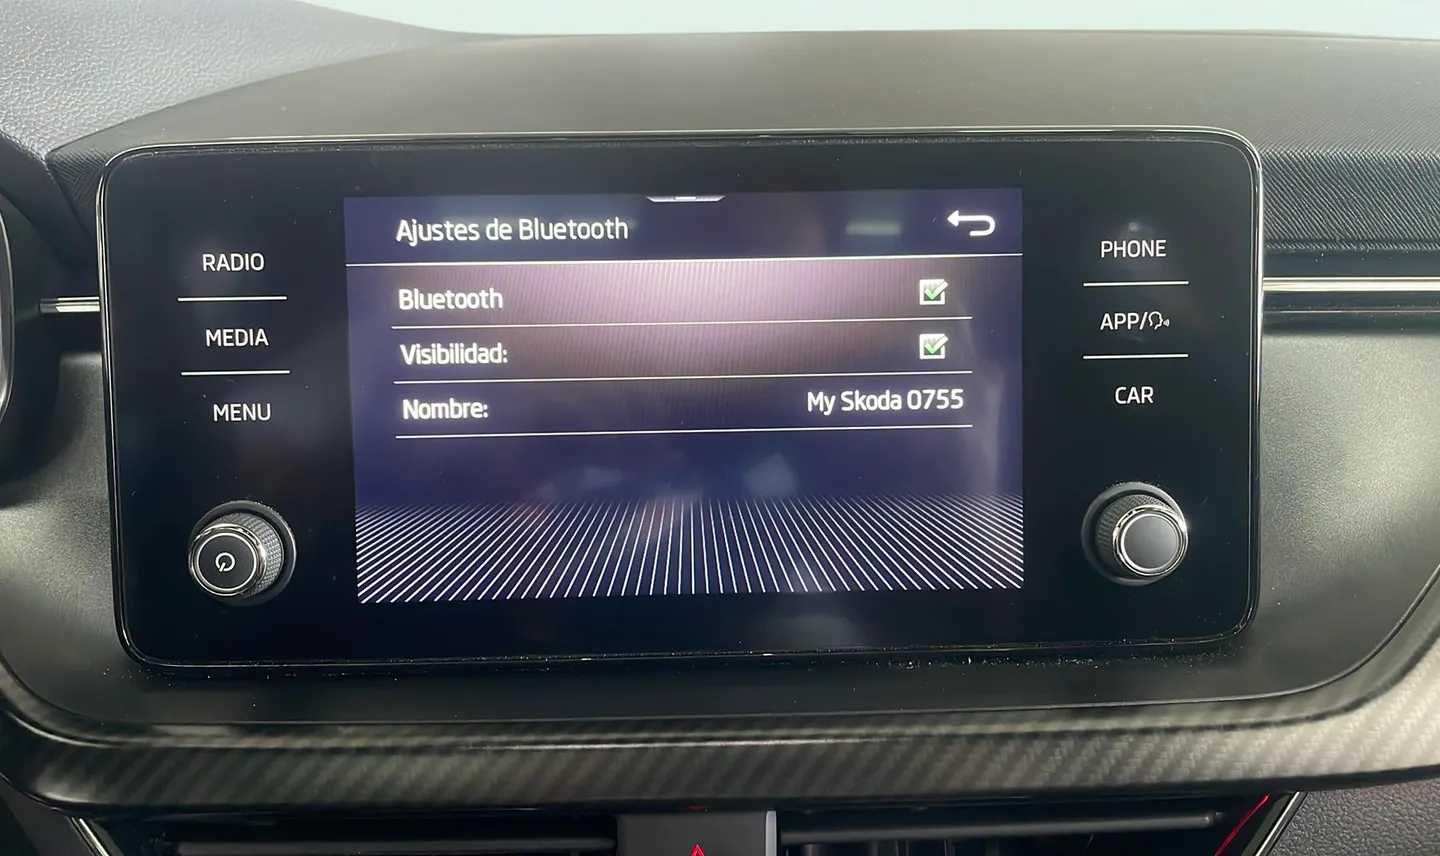 Ajustes de Bluetooth
RADIO
MEDIA
MENU
Bluetooth
Visibilidad:
Nombre: My Skoda 0755
PHONE
APP/
CAR